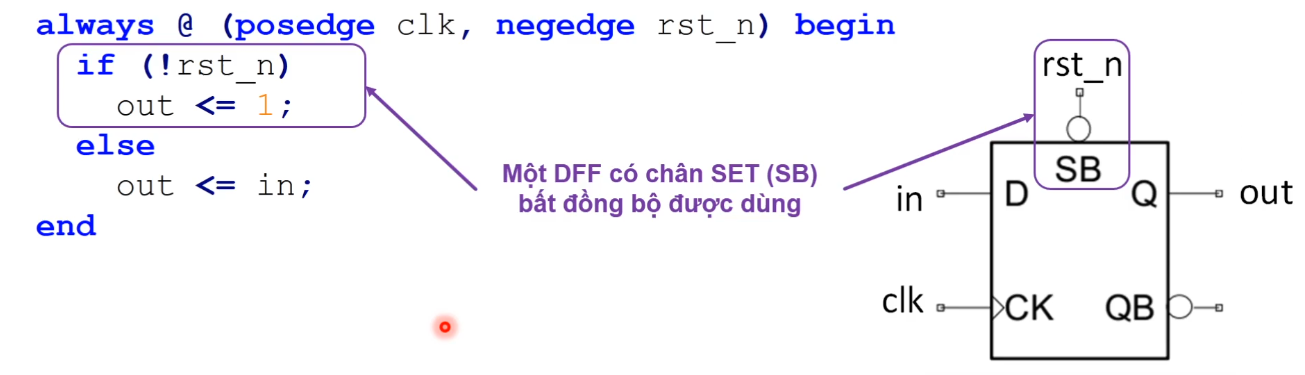 always @ (posedge clk, negedge rst_n) begin
if (!rst_n)
out <= 1;
else
out <= in;
end
Một DFF có chân SET (SB)
bất đồng bộ được dùng
rst_n
SB
in
D
Q
out
clk
CK
QB